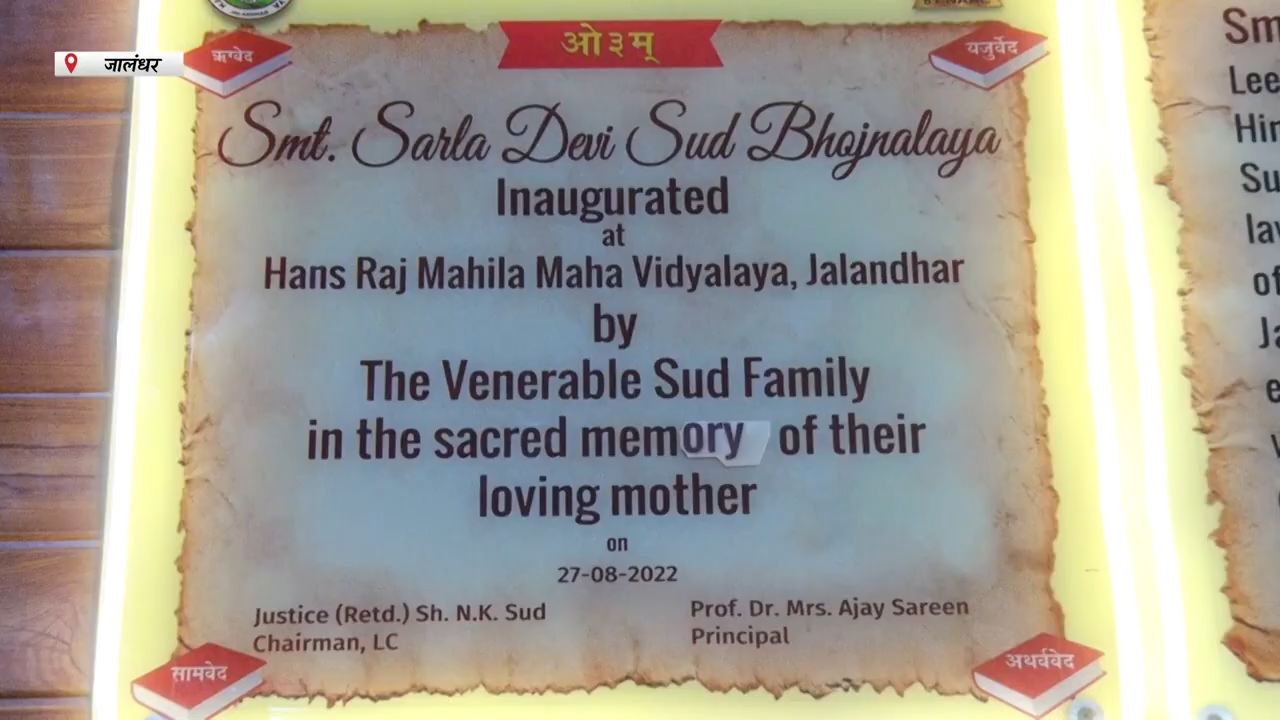 जालंधर
ऋग्वेद
ओ३म्
यजुर्वेद
Smt. Sarla Devi Sud Bhojnalaya
Inaugurated
at
Hans Raj Mahila Maha Vidyalaya, Jalandhar
by
The Venerable Sud Family
in the sacred memory of their
loving mother
on
27-08-2022
Justice (Retd.) Sh. N.K. Sud
Chairman, LC
Prof. Dr. Mrs. Ajay Sareen
Principal
सामवेद
अथर्ववेद